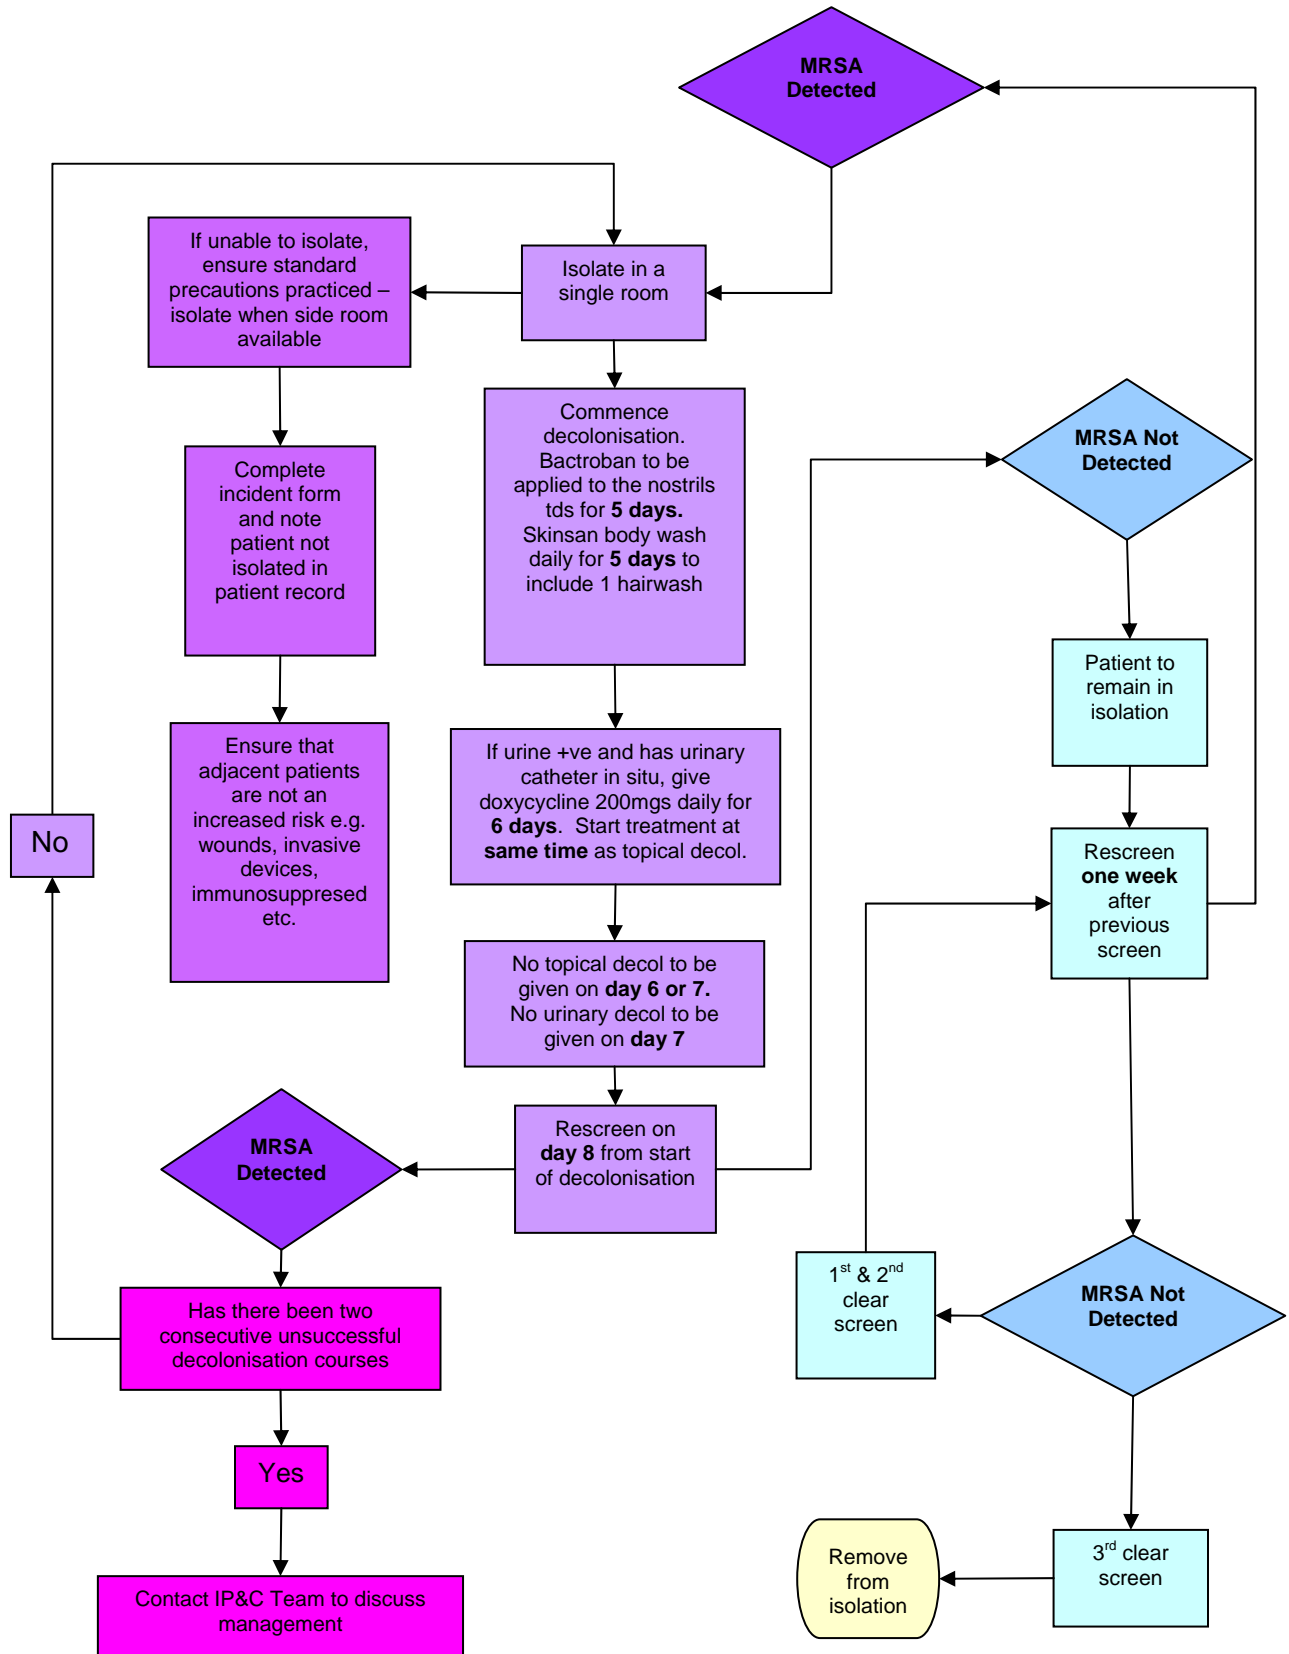 MRSA
Detected
If unable to isolate,
ensure standard
precautions practiced –
isolate when side room
available
Isolate in a
single room
Commence
decolonisation.
Bactroban to be
applied to the nostrils
tds for 5 days.
Skinsan body wash
daily for 5 days to
include 1 hairwash
MRSA Not
Detected
Complete
incident form
and note
patient not
isolated in
patient record
Patient to
remain in
isolation
Ensure that
adjacent patients
are not an
increased risk e.g.
wounds, invasive
devices,
immunosuppresed
etc.
If urine +ve and has urinary
catheter in situ, give
doxycycline 200mgs daily for
6 days. Start treatment at
same time as topical decol.
No
Rescreen
one week
after
previous
screen
No topical decol to be
given on day 6 or 7.
No urinary decol to be
given on day 7
MRSA
Detected
Rescreen on
day 8 from start
of decolonisation
1st & 2nd
clear
screen
MRSA Not
Detected
Has there been two
consecutive unsuccessful
decolonisation courses
Yes
Remove
from
isolation
3rd clear
screen
Contact IP&C Team to discuss
management